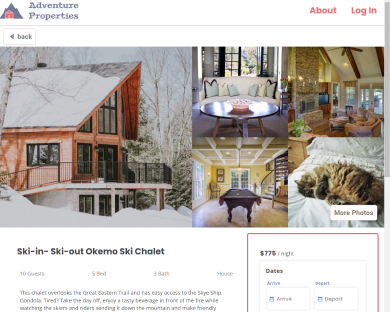 Adventure
Properties
About
Log In
back
More Photos
Ski-in- Ski-out Okemo Ski Chalet
10 Guests
5 Bed
3 Bath
House
This chalet overlooks the Great Eastern Trail and has easy access to the Skye Ship
Gondola. Tired? Take the day off, enjoy a tasty beverage in front of the fire while
watching the skiers and riders sending it down the mountain and make friendly
$775 / night
Dates
Arrive
Depart
Arrive
Depart